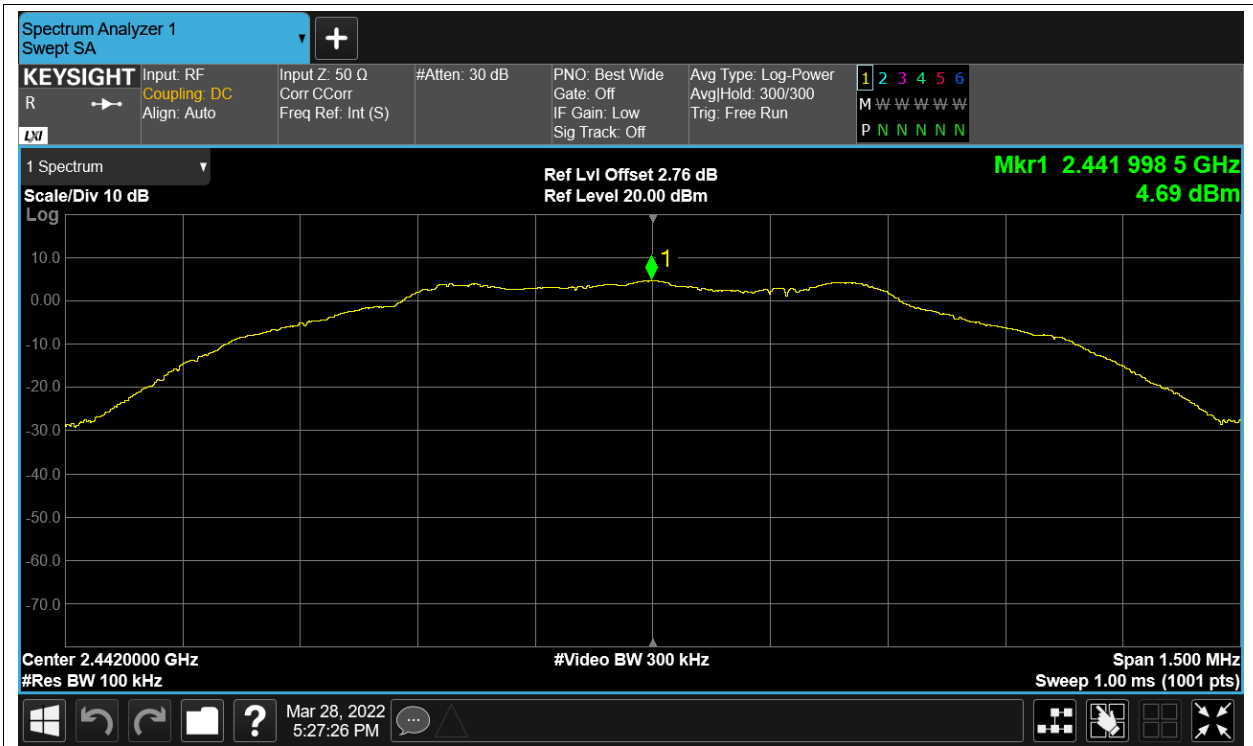 Spectrum Analyzer 1
Swept SA
KEYSIGHT
R
LXI
Input: RF
Coupling: DC
Align: Auto
Input Z: 50 Ω
Corr CCorr
Freq Ref: Int (S)
#Atten: 30 dB
PNO: Best Wide
Gate: Off
IF Gain: Low
Sig Track: Off
Avg Type: Log-Power
Avg|Hold: 300/300
Trig: Free Run
1 2 3 4 5 6
M W W W W W W
P N N N N N N
1 Spectrum
Scale/Div 10 dB
Log
Ref Lvl Offset 2.76 dB
Ref Level 20.00 dBm
Mkr1 2.441 998 5 GHz
4.69 dBm
1
10.0
0.00
-10.0
-20.0
-30.0
-40.0
-50.0
-60.0
-70.0
Center 2.4420000 GHz
#Res BW 100 kHz
#Video BW 300 kHz
Span 1.500 MHz
Sweep 1.00 ms (1001 pts)
?
Mar 28, 2022
5:27:26 PM